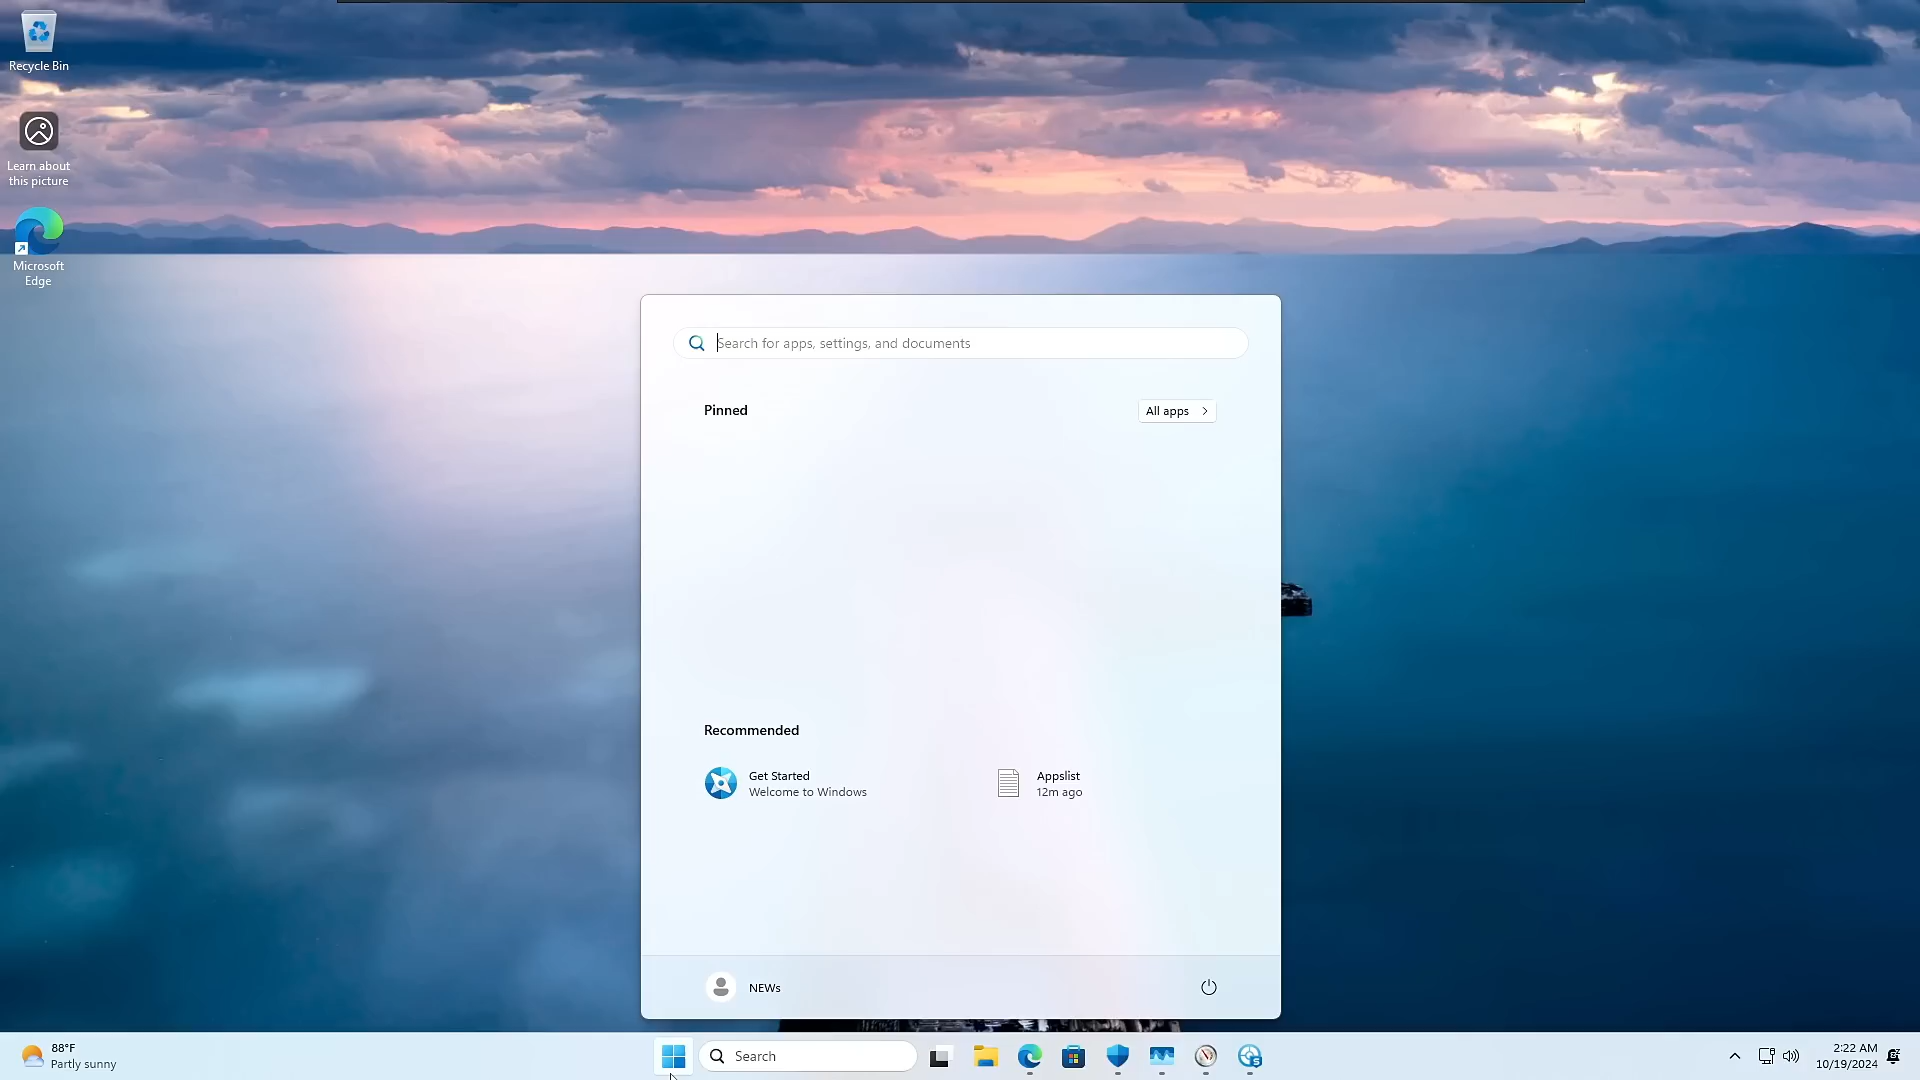 Recycle Bin
Learn about
this picture
Microsoft
Edge
Search for apps, settings, and documents
Pinned
All apps
Recommended
Get Started
Welcome to Windows
Appslist
12m ago
NEWs
88°F
Partly sunny
Search
2:22 AM
10/19/2024